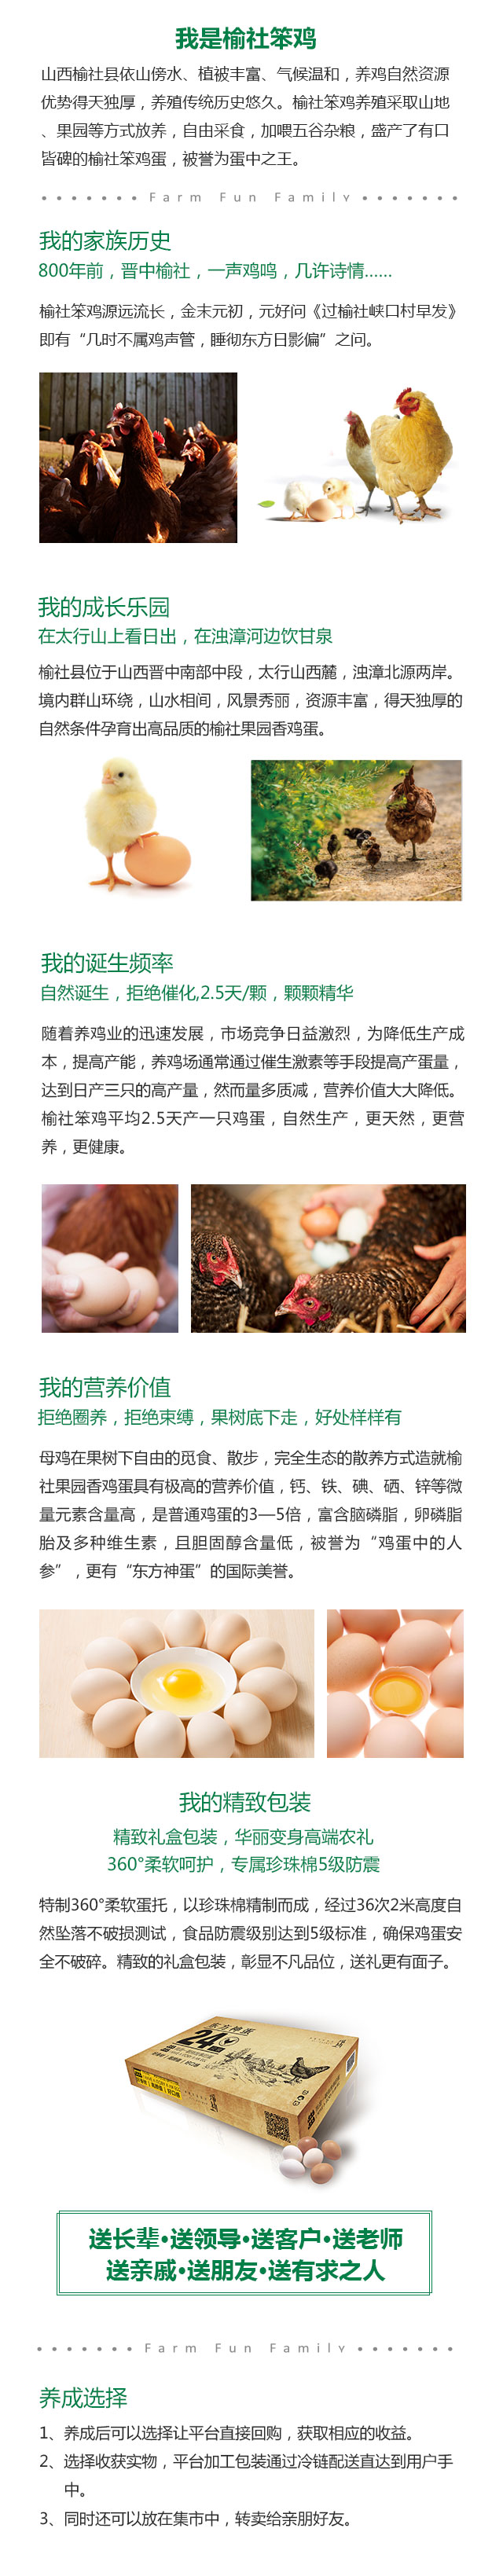 我是榆社笨鸡
山西榆社县依山傍水、植被丰富、气候温和，养鸡自然资源
优势得天独厚，养殖传统历史悠久。榆社笨鸡养殖采取山地
、果园等方式放养，自由采食，加喂五谷杂粮，盛产了有口
皆碑的榆社笨鸡蛋，被誉为蛋中之王。
Farm Fun Family
我的家族历史
800年前，晋中榆社，一声鸡鸣，几许诗情......
榆社笨鸡源远流长，金末元初，元好问《过榆社峡口村早发》
即有“几时不属鸡声管，睡彻东方日影偏”之问。
我的成长乐园
在太行山上看日出，在浊漳河边饮甘泉
榆社县位于山西晋中南部中段，太行山西麓，浊漳北源两岸。
境内群山环绕，山水相间，风景秀丽，资源丰富，得天独厚的
自然条件孕育出高品质的榆社果园香鸡蛋。
我的诞生频率
自然诞生，拒绝催化,2.5天/颗，颗颗精华
随着养鸡业的迅速发展，市场竞争日益激烈，为降低生产成
本，提高产能，养鸡场通常通过催生激素等手段提高产蛋量，
达到日产三只的高产量，然而量多质减，营养价值大大降低。
榆社笨鸡平均2.5天产一只鸡蛋，自然生产，更天然，更营
养，更健康。
我的营养价值
拒绝圈养，拒绝束缚，果树底下走，好处样样有
母鸡在果树下自由的觅食、散步，完全生态的散养方式造就榆
社果园香鸡蛋具有极高的营养价值，钙、铁、碘、硒、锌等微
量元素含量高，是普通鸡蛋的3—5倍，富含脑磷脂，卵磷脂
胎及多种维生素，且胆固醇含量低，被誉为“鸡蛋中的人
参”，更有“东方神蛋”的国际美誉。
我的精致包装
精致礼盒包装，华丽变身高端农礼
360°柔软呵护，专属珍珠棉5级防震
特制360°柔软蛋托，以珍珠棉精制而成，经过36次2米高度自
然坠落不破损测试，食品防震级别达到5级标准，确保鸡蛋安
全不破碎。精致的礼盒包装，彰显不凡品位，送礼更有面子。
东方神蛋
24
送长辈•送领导•送客户•送老师
送亲戚•送朋友•送有求之人
Farm Fun Family
养成选择
1、养成后可以选择让平台直接回购，获取相应的收益。
2、选择收获实物，平台加工包装通过冷链配送直达到用户手
中。
3、同时还可以放在集市中，转卖给亲朋好友。